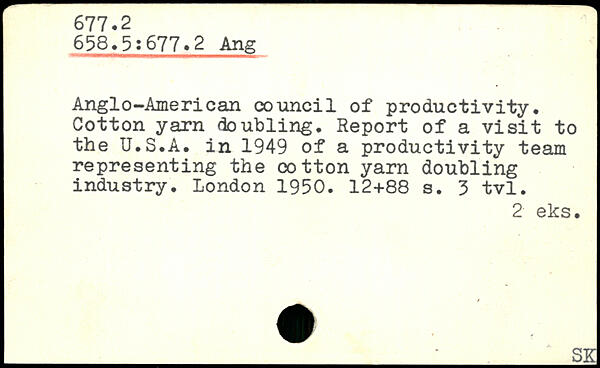 677.2
658.5:677.2 Ang
Anglo-American council of productivity.
Cotton yarn doubling. Report of a visit to
the U.S.A. in 1949 of a productivity team
representing the cotton yarn doubling
industry. London 1950. 12+88 s. 3 tvl.
2 eks.
SK